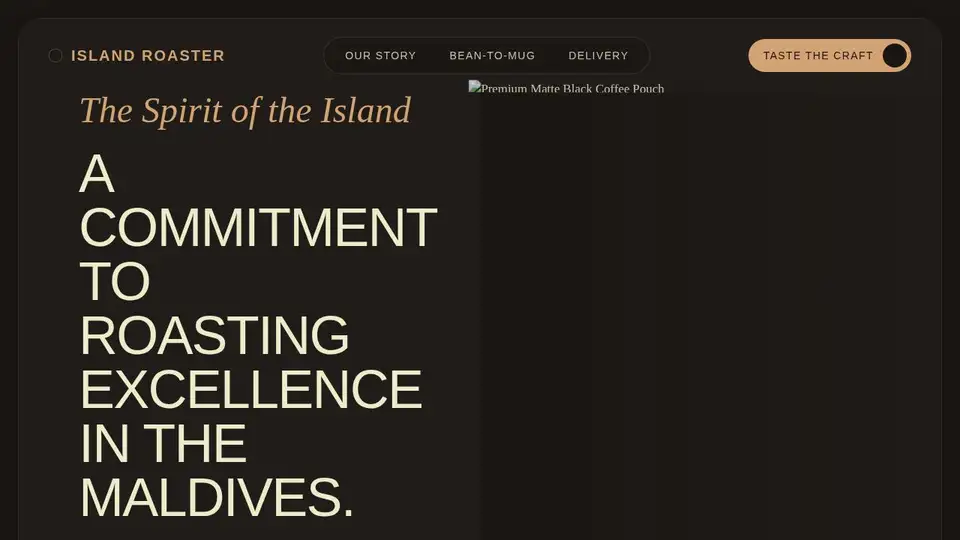 ISLAND ROASTER
OUR STORY
BEAN-TO-MUG
DELIVERY
TASTE THE CRAFT
The Spirit of the Island
Premium Matte Black Coffee Pouch
A
COMMITMENT
TO
ROASTING
EXCELLENCE
IN THE
MALDIVES.